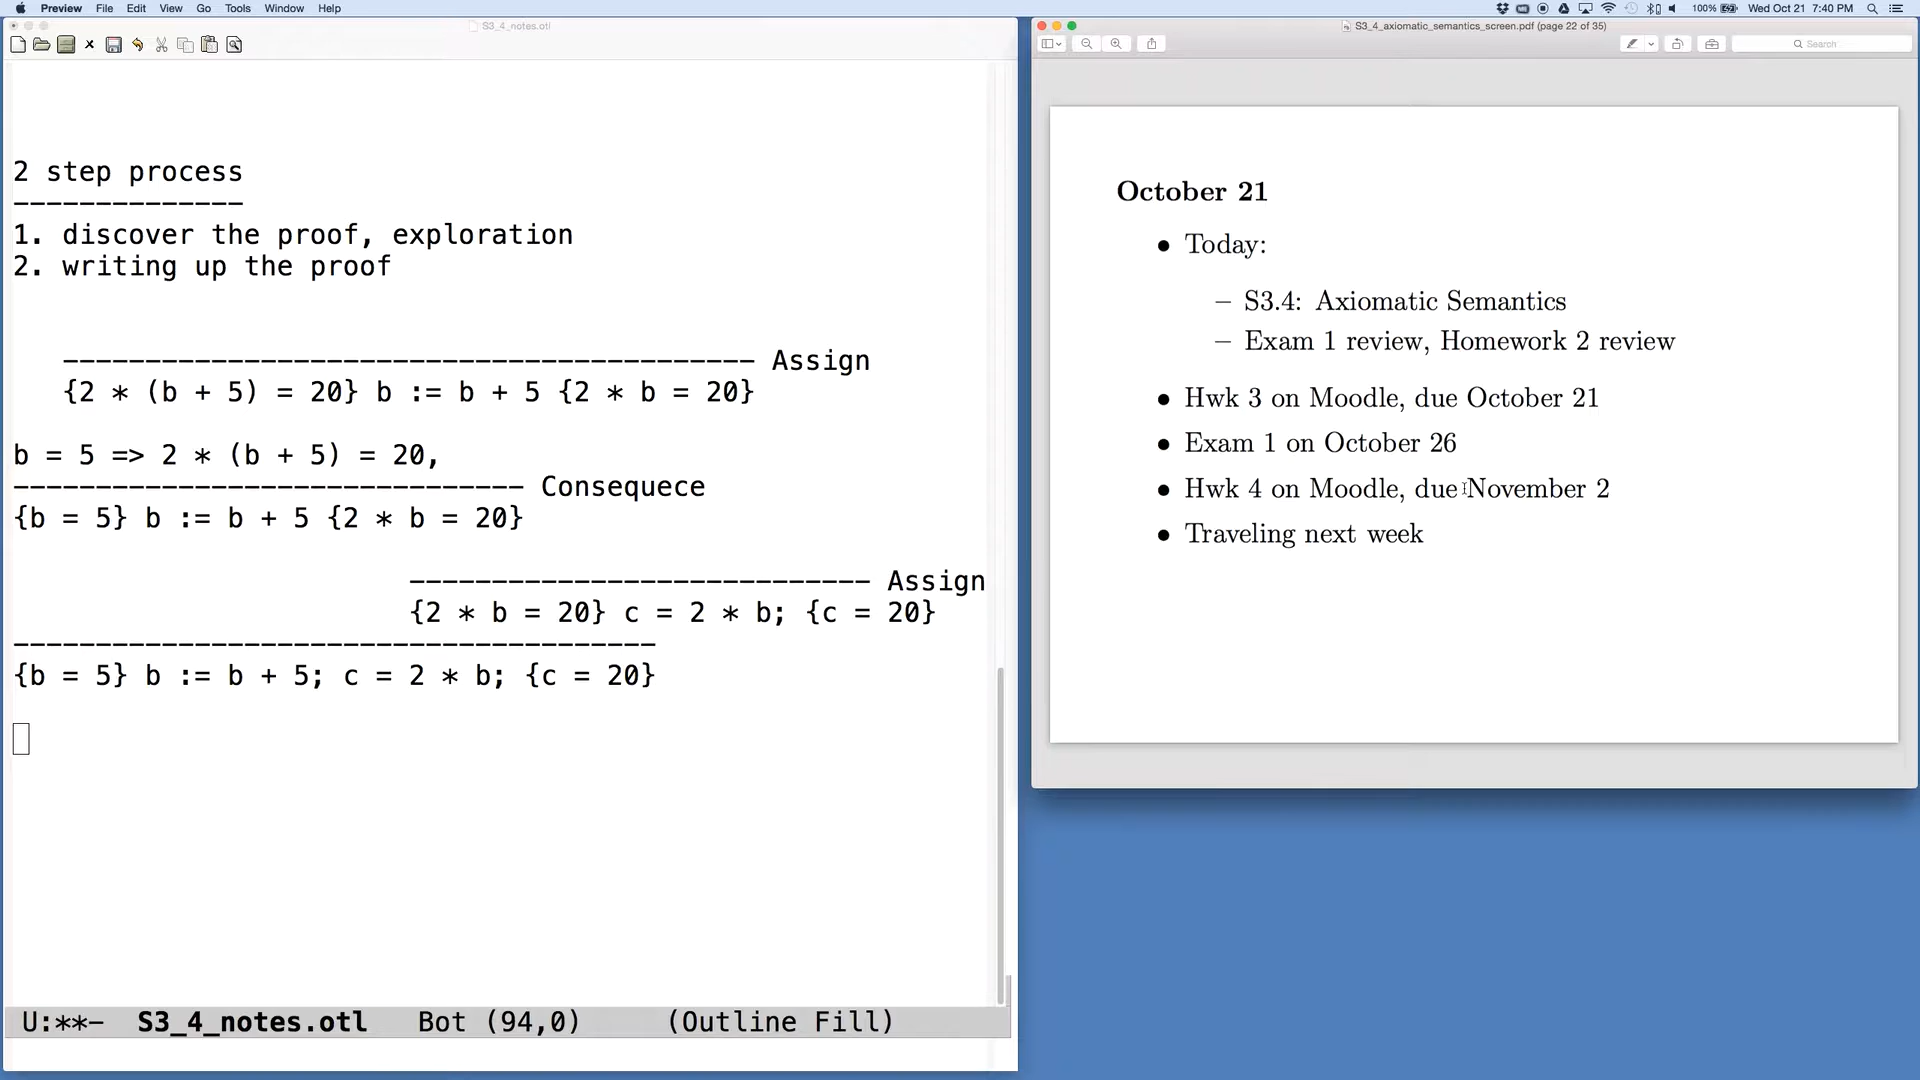 Preview File Edit View Go Tools Window Help
100% Wed Oct 21 7:40 PM
S3_4_notes.otl
2 step process
--------------
1. discover the proof, exploration
2. writing up the proof
------------------------------------------ Assign
{2 * (b + 5) = 20} b := b + 5 {2 * b = 20}
b = 5 => 2 * (b + 5) = 20,
------------------------------- Consequece
{b = 5} b := b + 5 {2 * b = 20}
---------------------------- Assign
{2 * b = 20} c = 2 * b; {c = 20}
---------------------------------------
{b = 5} b := b + 5; c = 2 * b; {c = 20}
U:**- S3_4_notes.otl Bot (94,0) (Outline Fill)
S3_4_axiomatic_semantics_screen.pdf (page 22 of 35)
Search
October 21
• Today:
– S3.4: Axiomatic Semantics
– Exam 1 review, Homework 2 review
• Hwk 3 on Moodle, due October 21
• Exam 1 on October 26
• Hwk 4 on Moodle, due November 2
• Traveling next week